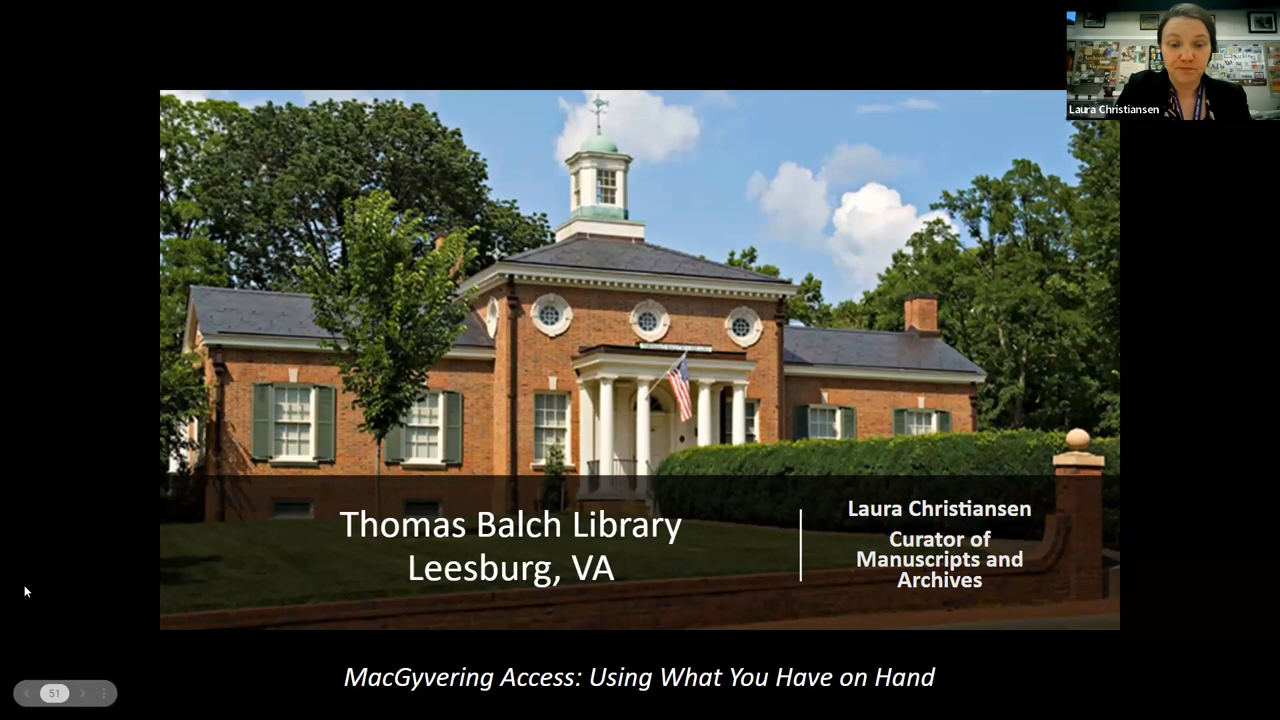 Laura Christiansen
Thomas Balch Library
Leesburg, VA
Laura Christiansen
Curator of
Manuscripts and
Archives
MacGyvering Access: Using What You Have on Hand
51